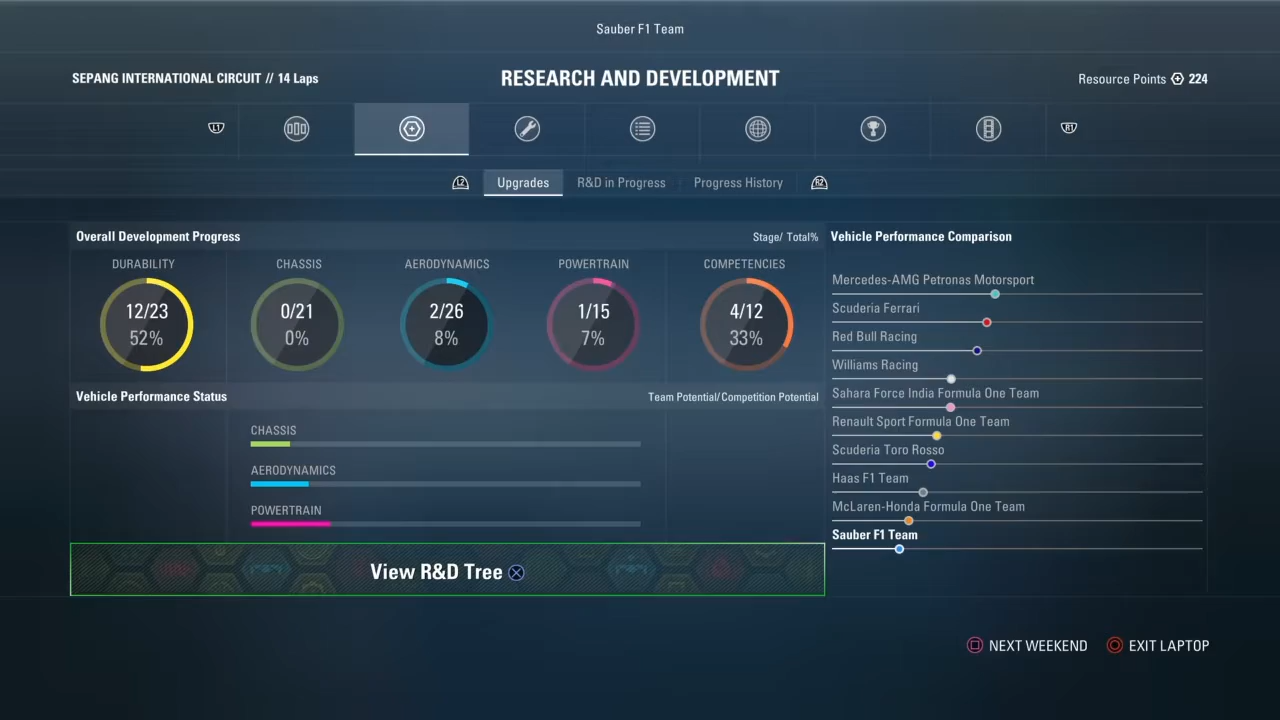 Sauber F1 Team
SEPANG INTERNATIONAL CIRCUIT // 14 Laps
RESEARCH AND DEVELOPMENT
Resource Points 224
L1
R1
L2
Upgrades
R&D in Progress
Progress History
R2
Overall Development Progress
Stage/ Total%
DURABILITY
CHASSIS
AERODYNAMICS
POWERTRAIN
COMPETENCIES
12/23
0/21
2/26
1/15
4/12
52%
0%
8%
7%
33%
Vehicle Performance Status
Team Potential/Competition Potential
CHASSIS
AERODYNAMICS
POWERTRAIN
View R&D Tree
Vehicle Performance Comparison
Mercedes-AMG Petronas Motorsport
Scuderia Ferrari
Red Bull Racing
Williams Racing
Sahara Force India Formula One Team
Renault Sport Formula One Team
Scuderia Toro Rosso
Haas F1 Team
McLaren-Honda Formula One Team
Sauber F1 Team
NEXT WEEKEND
EXIT LAPTOP